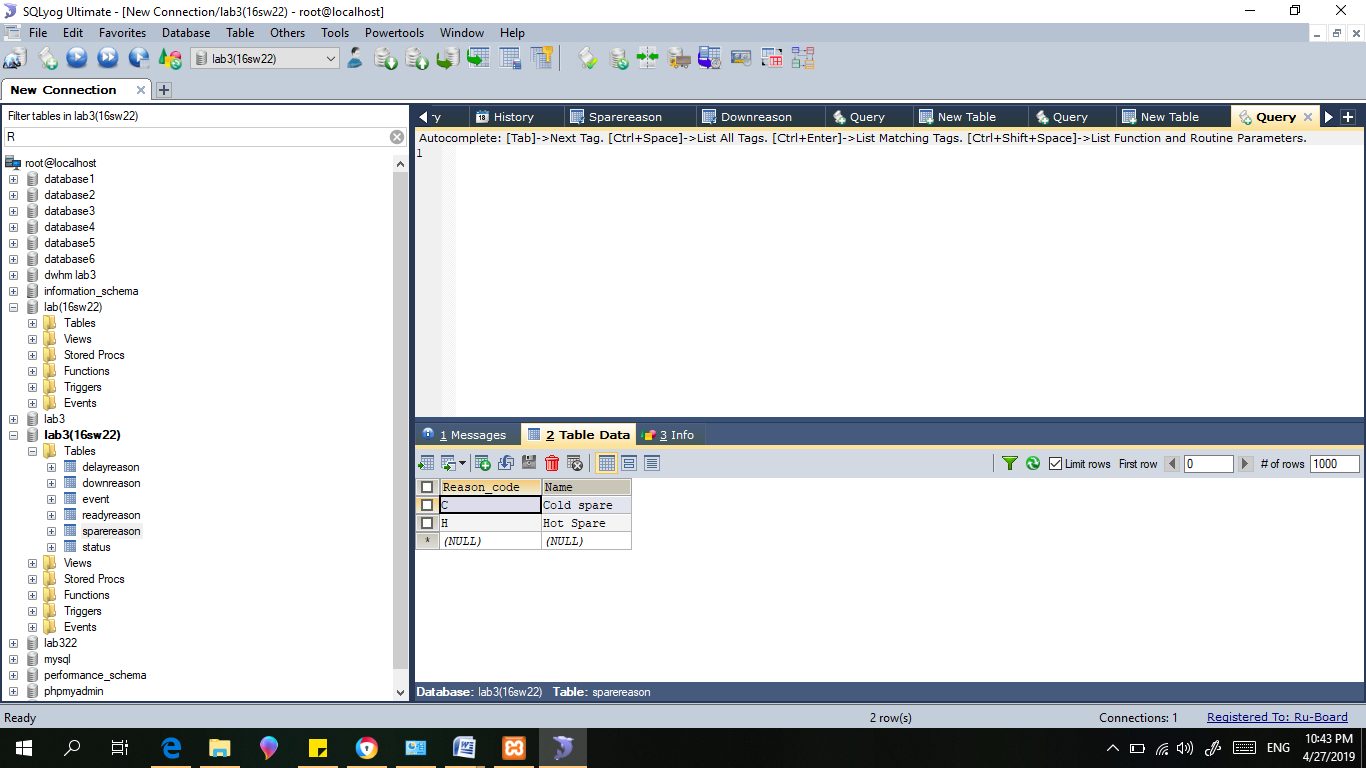 SQLyog Ultimate - [New Connection/lab3(16sw22) - root@localhost]
File Edit Favorites Database Table Others Tools Powertools Window Help
lab3(16sw22)
New Connection
Filter tables in lab3(16sw22)
R
root@localhost
database1
database2
database3
database4
database5
database6
dwhm lab3
information_schema
lab(16sw22)
Tables
Views
Stored Procs
Functions
Triggers
Events
lab3
lab3(16sw22)
Tables
delayreason
downreason
event
readyreason
sparereason
status
Views
Stored Procs
Functions
Triggers
Events
lab322
mysql
performance_schema
phpmyadmin
ry History Sparereason Downreason Query New Table Query New Table Query
Autocomplete: [Tab]->Next Tag. [Ctrl+Space]->List All Tags. [Ctrl+Enter]->List Matching Tags. [Ctrl+Shift+Space]->List Function and Routine Parameters.
1
1 Messages 2 Table Data 3 Info
Limit rows First row 0 # of rows 1000
Reason_code Name
C Cold spare
H Hot Spare
* (NULL) (NULL)
Database: lab3(16sw22) Table: sparereason
Ready 2 row(s) Connections: 1 Registered To: Ru-Board
ENG 10:43 PM
4/27/2019